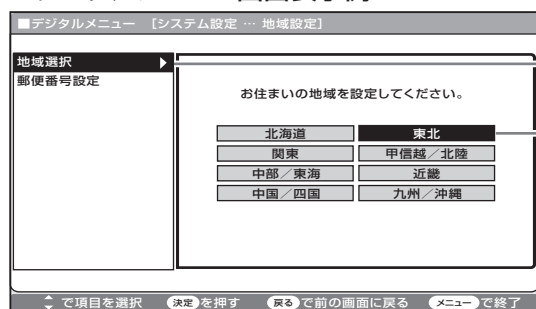 ■デジタルメニュー [システム設定 … 地域設定]
地域選択
郵便番号設定
お住まいの地域を設定してください。
北海道 東北
関東 甲信越／北陸
中部／東海 近畿
中国／四国 九州／沖縄
で項目を選択 決定を押す 戻るで前の画面に戻る メニューで終了